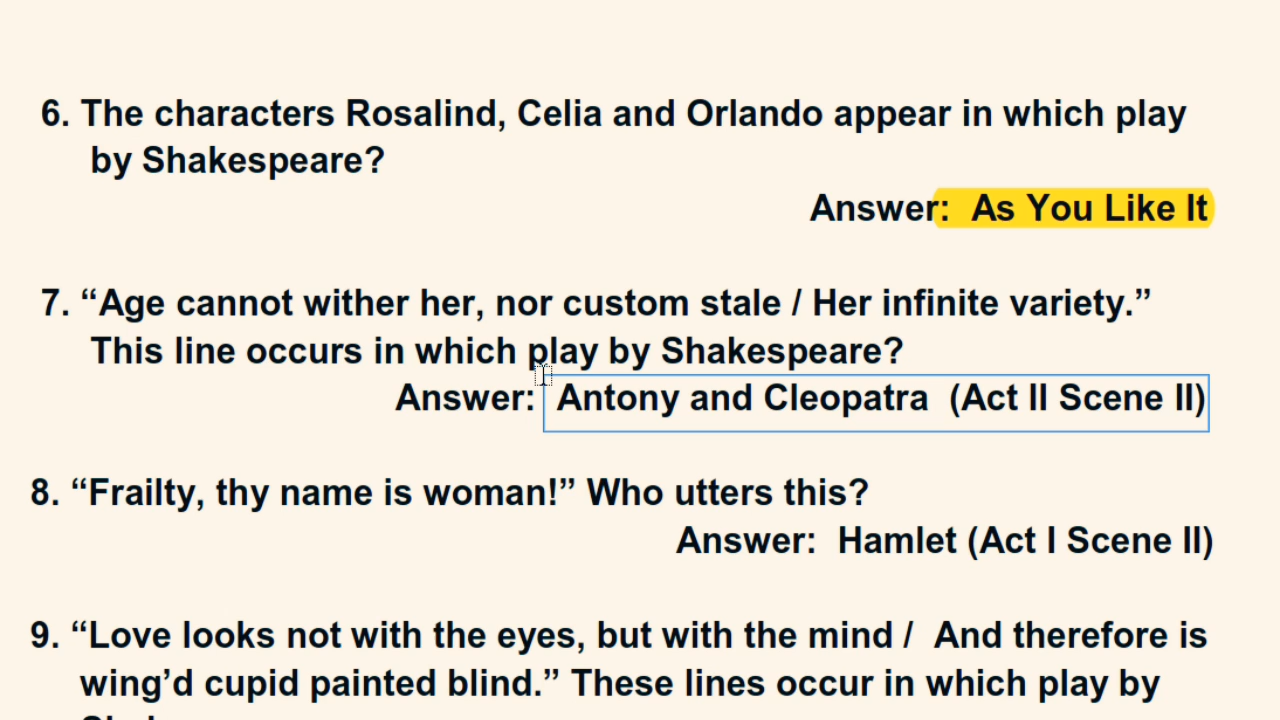 6. The characters Rosalind, Celia and Orlando appear in which play
by Shakespeare?
Answer:  As You Like It
7. “Age cannot wither her, nor custom stale / Her infinite variety.”
This line occurs in which play by Shakespeare?
Answer:  Antony and Cleopatra  (Act II Scene II)
8. “Frailty, thy name is woman!” Who utters this?
Answer:  Hamlet (Act I Scene II)
9. “Love looks not with the eyes, but with the mind /  And therefore is
wing’d cupid painted blind.” These lines occur in which play by